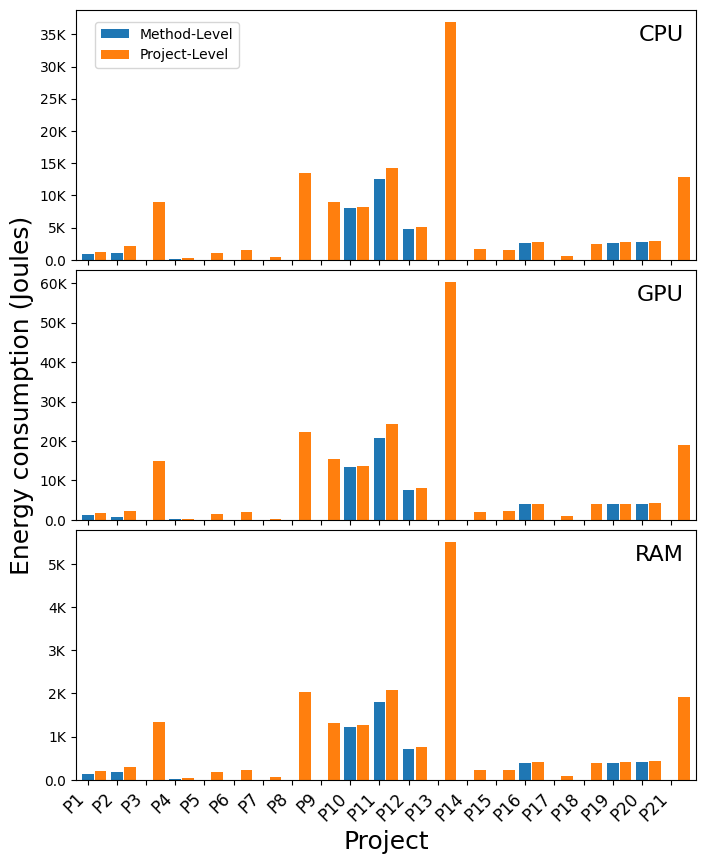 Energy consumption (Joules)
CPU
Method-Level
Project-Level
35K
30K
25K
20K
15K
10K
5K
0.0
GPU
60K
50K
40K
30K
20K
10K
0.0
RAM
5K
4K
3K
2K
1K
0.0
P1 P2 P3 P4 P5 P6 P7 P8 P9 P10 P11 P12 P13 P14 P15 P16 P17 P18 P19 P20 P21
Project